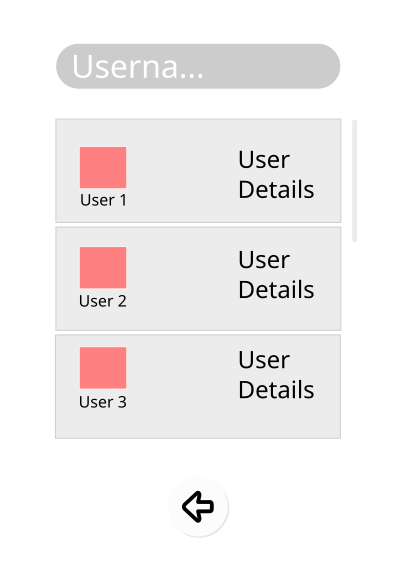 Userna...
User
Details
User 1
User
Details
User 2
User
Details
User 3